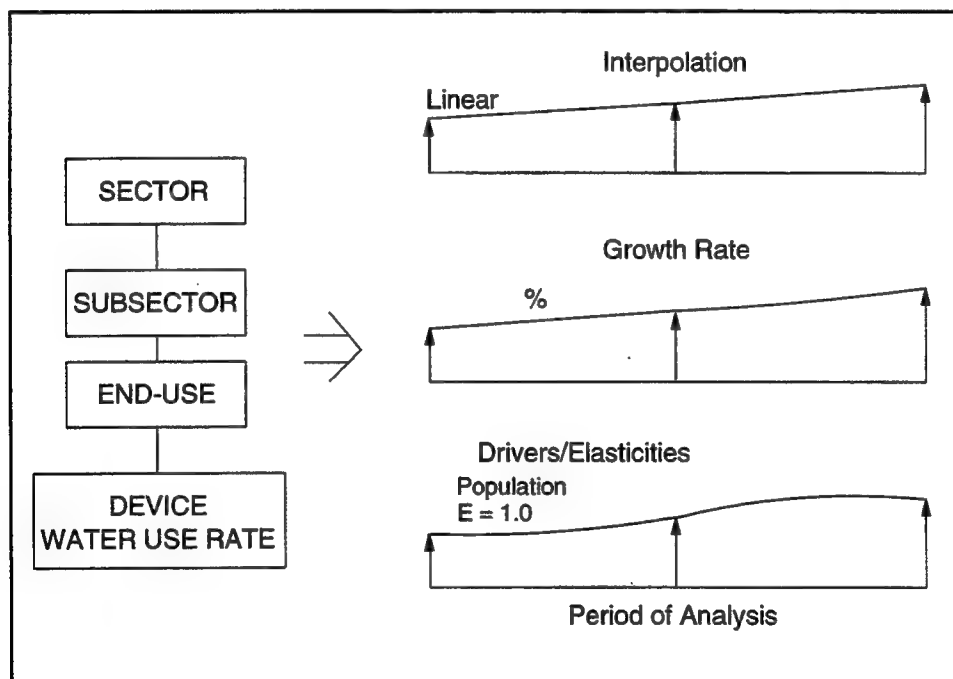 SECTOR
SUBSECTOR
END-USE
DEVICE
WATER USE RATE
Interpolation
Linear
Growth Rate
%
Drivers/Elasticities
Population
E = 1.0
Period of Analysis